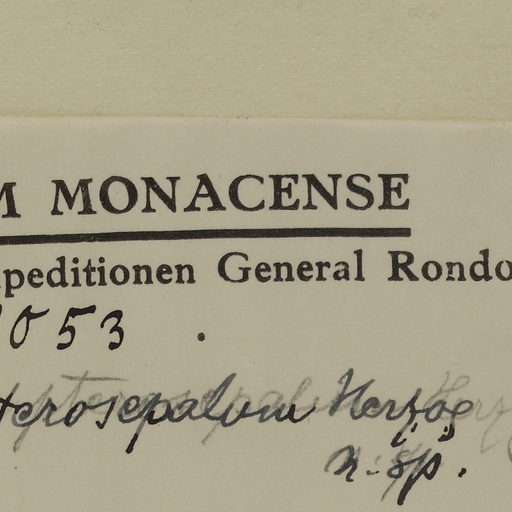 M MONACENSE
peditionen General Rondo
053.
terosepalum Herzog
n. sp.